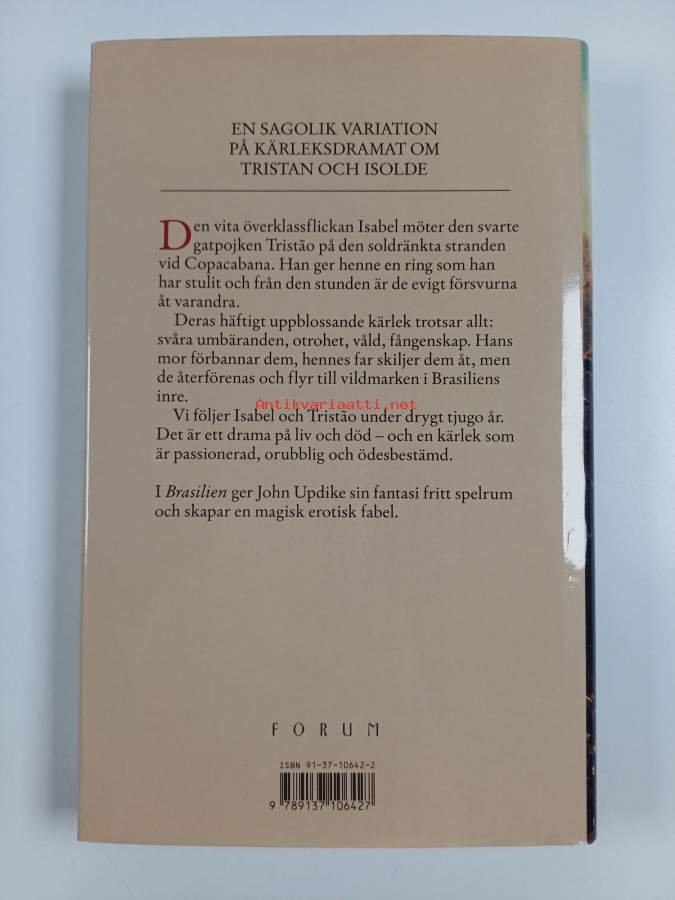 EN SAGOLIK VARIATION
PÅ KÄRLEKSDRAMAT OM
TRISTAN OCH ISOLDE
Den vita överklassflickan Isabel möter den svarte
gatpojken Tristão på den soldränkta stranden
vid Copacabana. Han ger henne en ring som han
har stulit och från den stunden är de evigt försvurna
åt varandra.
Deras häftigt uppblossande kärlek trotsar allt:
svåra umbäranden, otrohet, våld, fångenskap. Hans
mor förbannar dem, hennes far skiljer dem åt, men
de återförenas och flyr till vildmarken i Brasiliens
inre.
Antikvariaatti.net
Vi följer Isabel och Tristão under drygt tjugo år.
Det är ett drama på liv och död – och en kärlek som
är passionerad, orubblig och ödesbestämd.
I Brasilien ger John Updike sin fantasi fritt spelrum
och skapar en magisk erotisk fabel.
FORUM
ISBN 91-37-10642-2
9 789137 106427